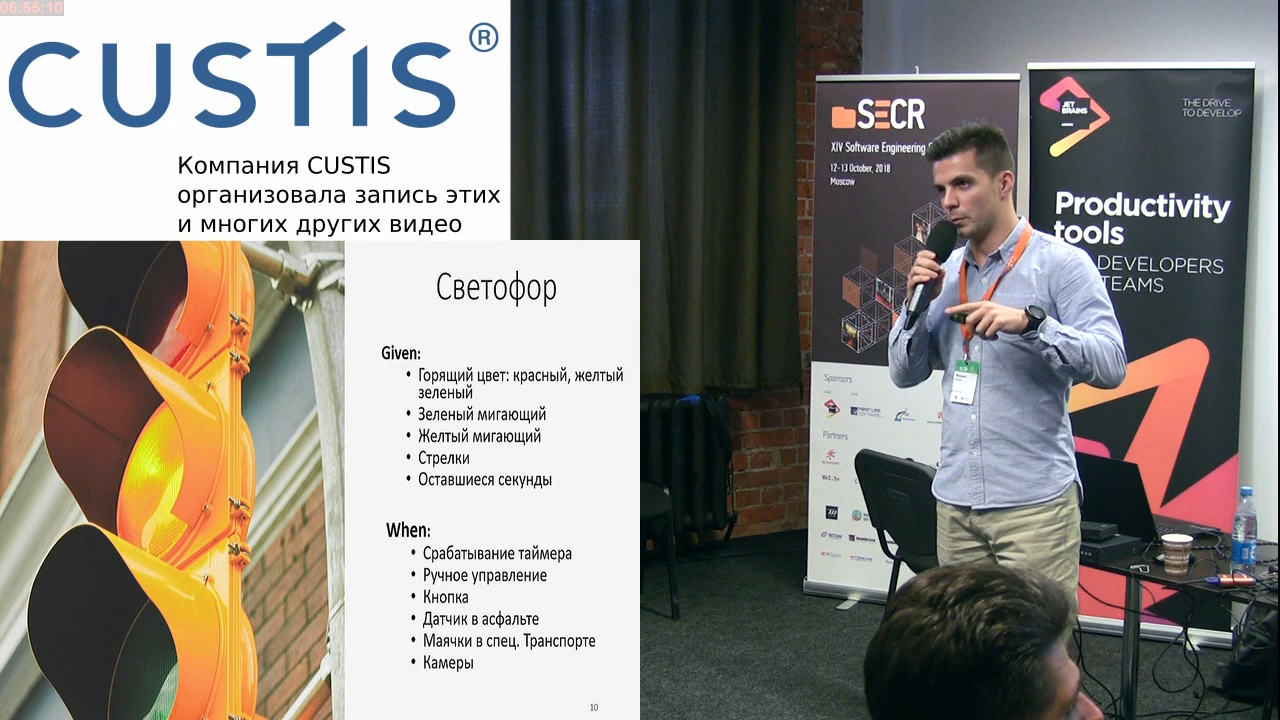 06:55:10
CUSTIS®
Компания CUSTIS
организовала запись этих
и многих других видео
Светофор
Given:
• Горящий цвет: красный, желтый
зеленый
• Зеленый мигающий
• Желтый мигающий
• Стрелки
• Оставшиеся секунды
When:
• Срабатывание таймера
• Ручное управление
• Кнопка
• Датчик в асфальте
• Маячки в спец. Транспорте
• Камеры
10
SECR
XIV Software Engineering
12-13 October, 2018
Moscow
Sponsors
Partners
JET
BRAINS
THE DRIVE
TO DEVELOP
Productivity
tools
DEVELOPERS
TEAMS